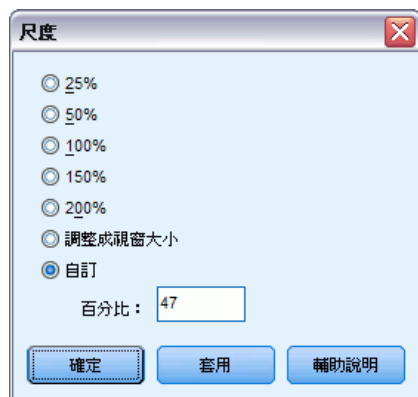 尺度
25%
50%
100%
150%
200%
調整成視窗大小
自訂
百分比： 47
確定 套用 輔助說明